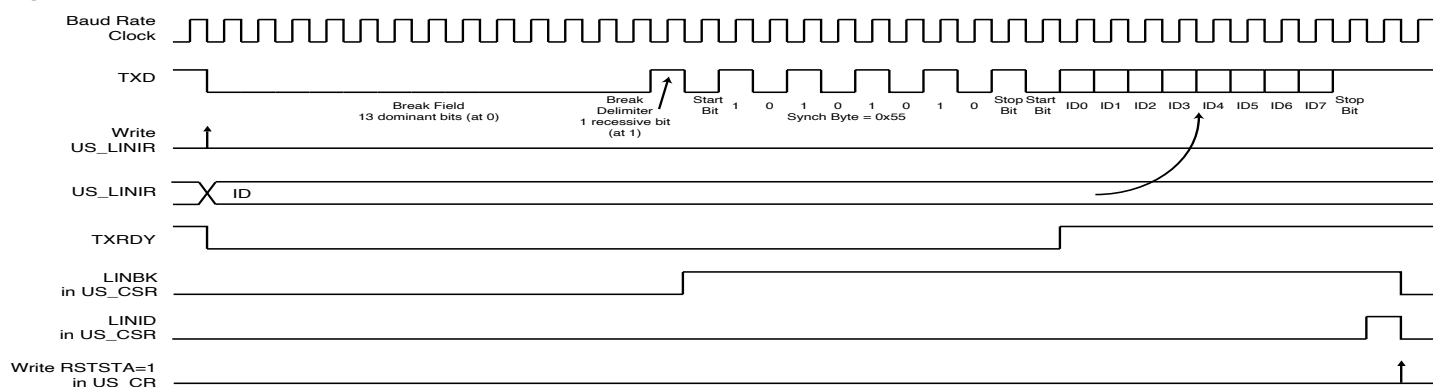 Baud Rate
Clock
TXD
Break Field
13 dominant bits (at 0)
Break
Delimiter
1 recessive bit
(at 1)
Start
Bit
1 0 1 0 1 0 1 0
Synch Byte = 0x55
Stop
Bit
Start
Bit
ID0 ID1 ID2 ID3 ID4 ID5 ID6 ID7
Stop
Bit
Write
US_LINIR
US_LINIR
ID
TXRDY
LINBK
in US_CSR
LINID
in US_CSR
Write RSTSTA=1
in US_CR